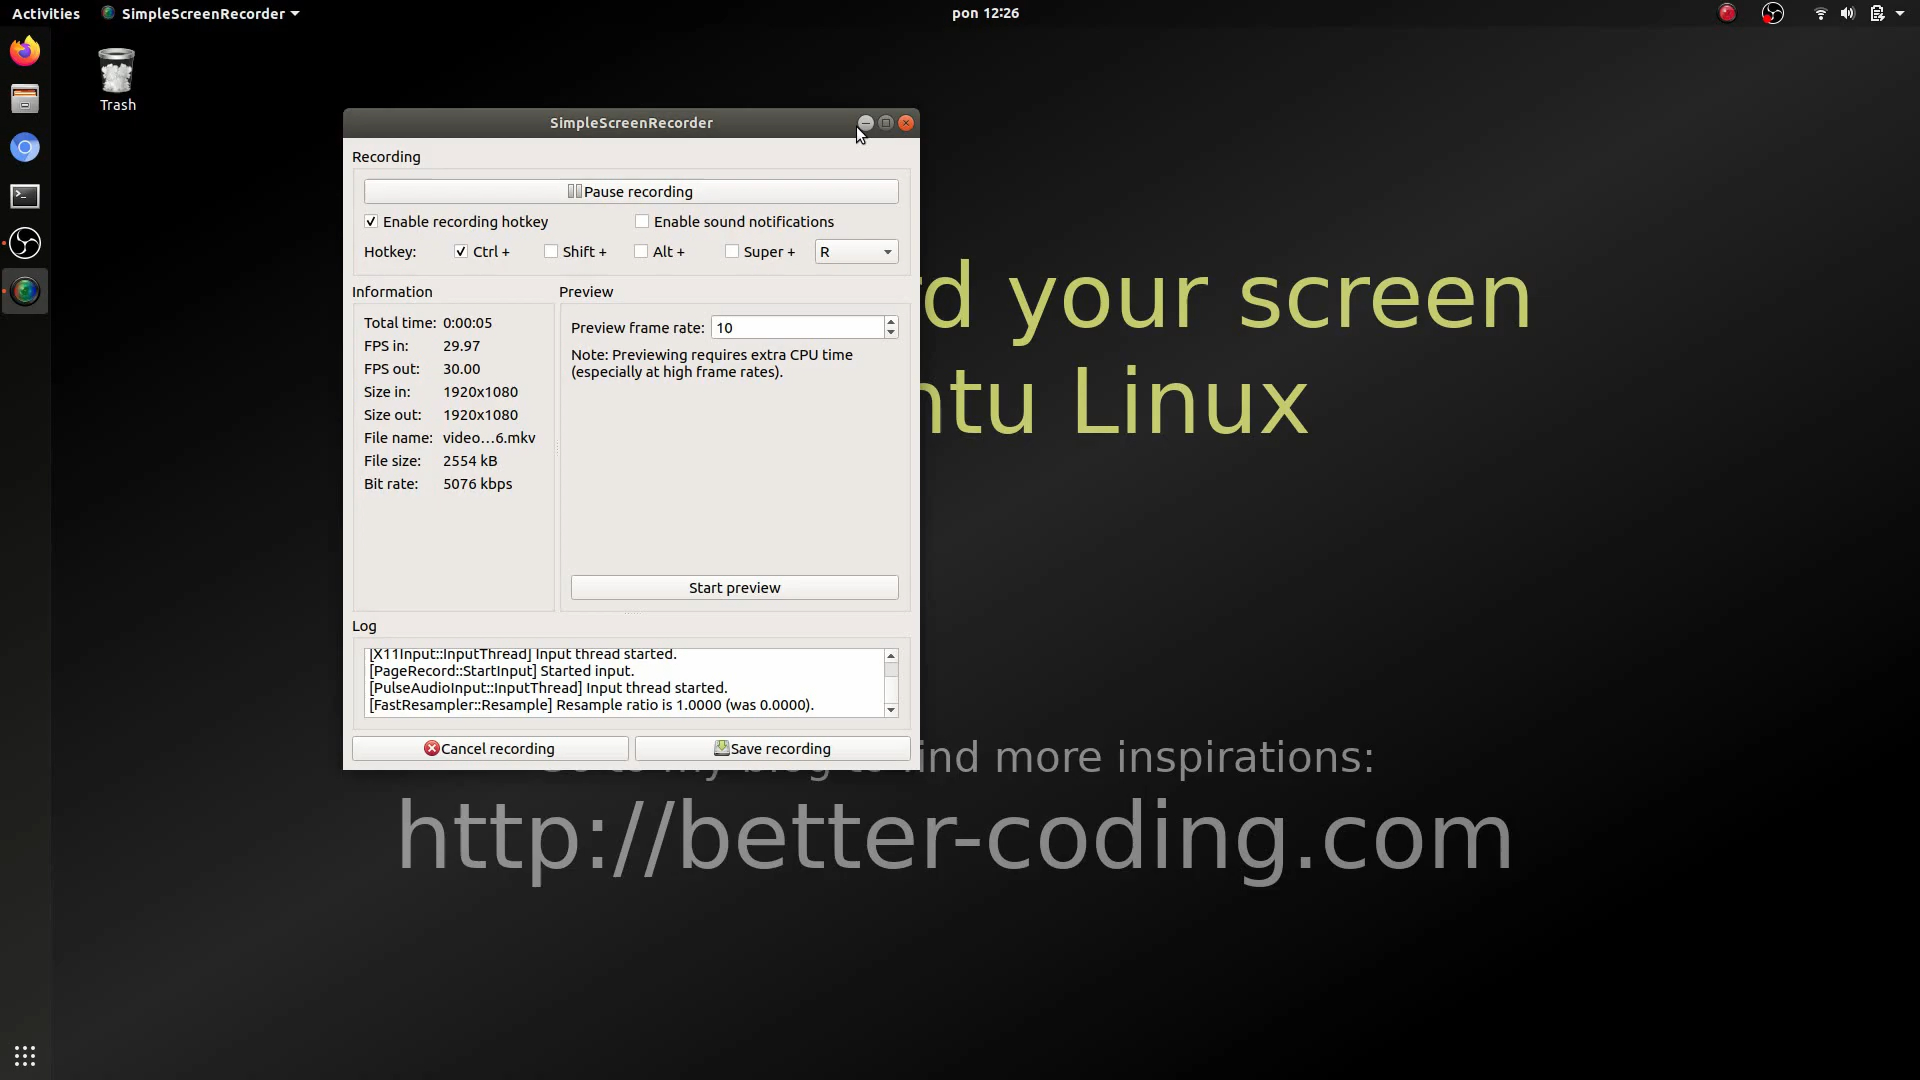 Activities
SimpleScreenRecorder
pon 12:26
Trash
SimpleScreenRecorder
Recording
Pause recording
Enable recording hotkey
Enable sound notifications
Hotkey: Ctrl + Shift + Alt + Super + R
Information
Total time: 0:00:05
FPS in: 29.97
FPS out: 30.00
Size in: 1920x1080
Size out: 1920x1080
File name: video...6.mkv
File size: 2554 kB
Bit rate: 5076 kbps
Preview
Preview frame rate: 10
Note: Previewing requires extra CPU time
(especially at high frame rates).
Start preview
Log
[X11Input::InputThread] Input thread started.
[PageRecord::StartInput] Started input.
[PulseAudioInput::InputThread] Input thread started.
[FastResampler::Resample] Resample ratio is 1.0000 (was 0.0000).
Cancel recording
Save recording
d your screen
ntu Linux
find more inspirations:
http://better-coding.com